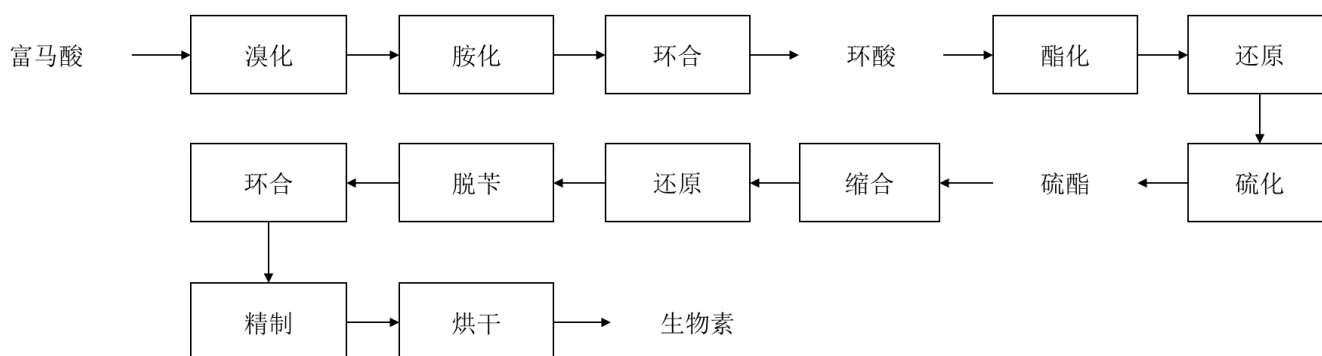 富马酸 溴化 胺化 环合 环酸 酯化 还原
环合 脱苄 还原 缩合 硫酯 硫化
精制 烘干 生物素